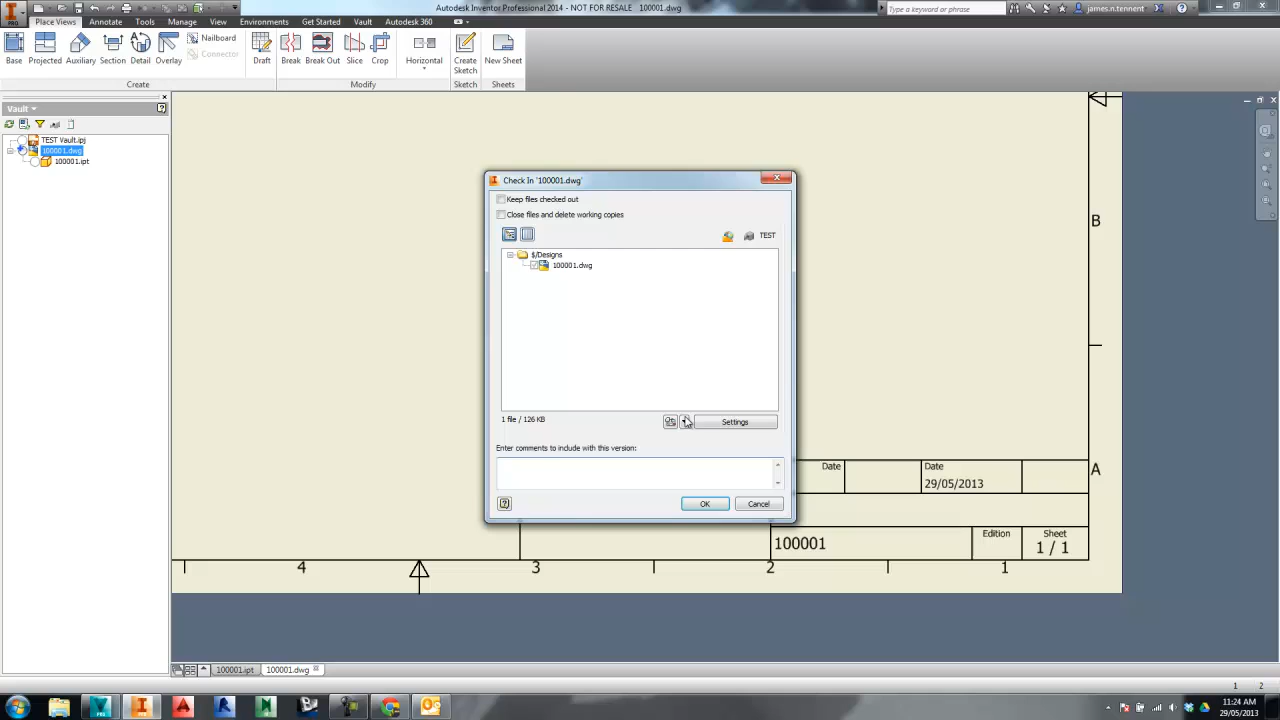 Autodesk Inventor Professional 2014 - NOT FOR RESALE 100001.dwg
Type a keyword or phrase
james.n.tennent
PRO
Place Views Annotate Tools Manage View Environments Get Started Vault Autodesk 360
Base Projected Auxiliary Section Detail Overlay
Nailboard
Connector
Draft Break Break Out Slice Crop Horizontal
Create Sketch
New Sheet
Create Modify Sketch Sheets
Vault
TEST Vault.ipj
100001.dwg
100001.ipt
Check In '100001.dwg'
Keep files checked out
Close files and delete working copies
TEST
$/Designs
100001.dwg
1 file / 126 KB
Settings
Enter comments to include with this version:
OK Cancel
B
A
Date
Date
29/05/2013
100001
Edition
Sheet
1 / 1
4 3 2 1
100001.ipt 100001.dwg
1 2
11:24 AM
29/05/2013